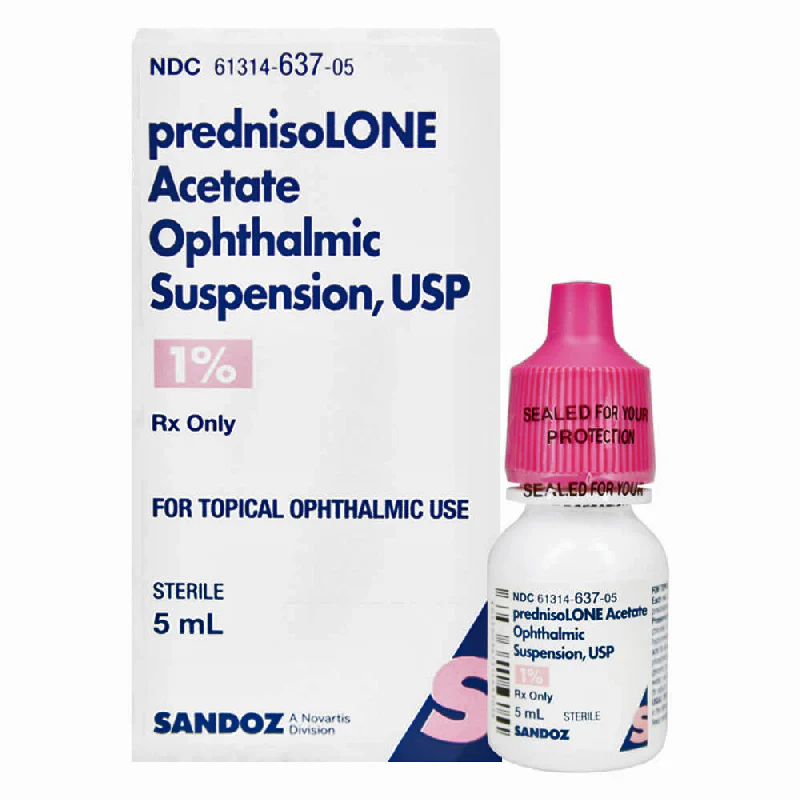 NDC 61314-637-05
prednisoLONE
Acetate
Ophthalmic
Suspension, USP
1%
Rx Only
FOR TOPICAL OPHTHALMIC USE
STERILE
5 mL
SANDOZ A Novartis
Division
SEALED FOR YOUR
PROTECTION
SEALED FOR YOUR
NDC 61314-637-05
prednisoLONE Acetate
Ophthalmic
Suspension, USP
1%
Rx Only
5 mL STERILE
SANDOZ